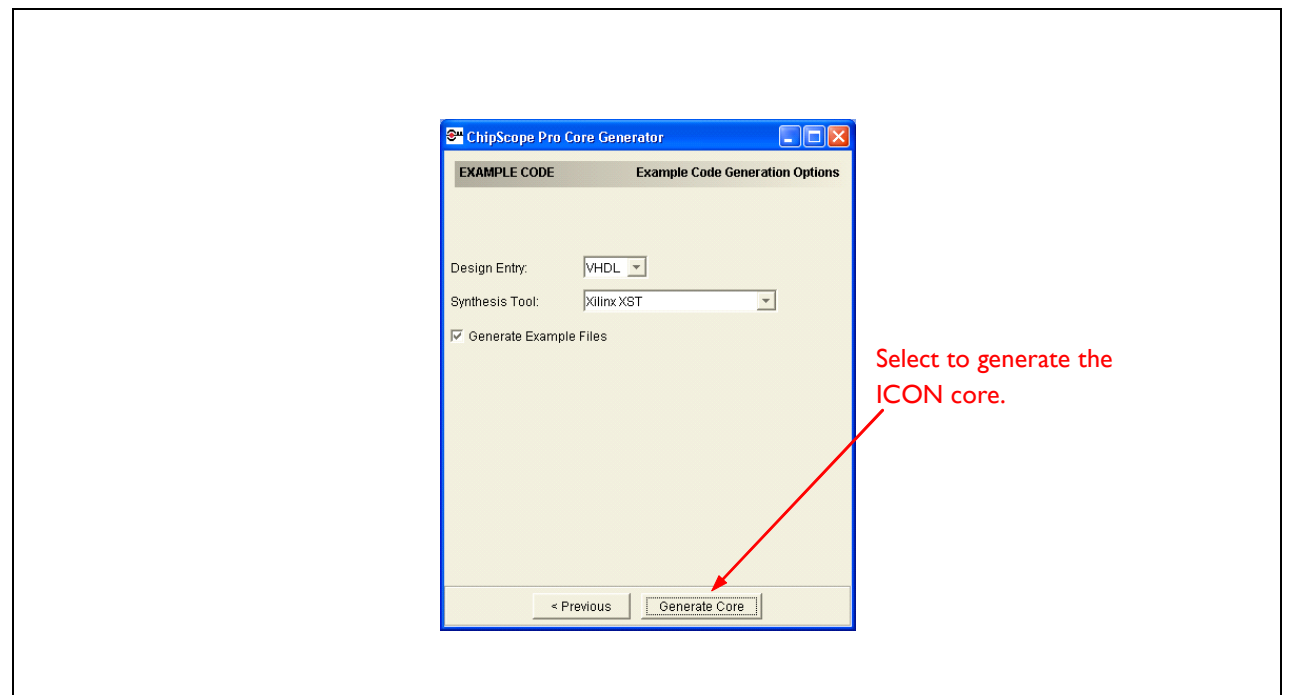 ChipScope Pro Core Generator
EXAMPLE CODE Example Code Generation Options
Design Entry: VHDL
Synthesis Tool: Xilinx XST
Generate Example Files
Select to generate the
ICON core.
< Previous Generate Core